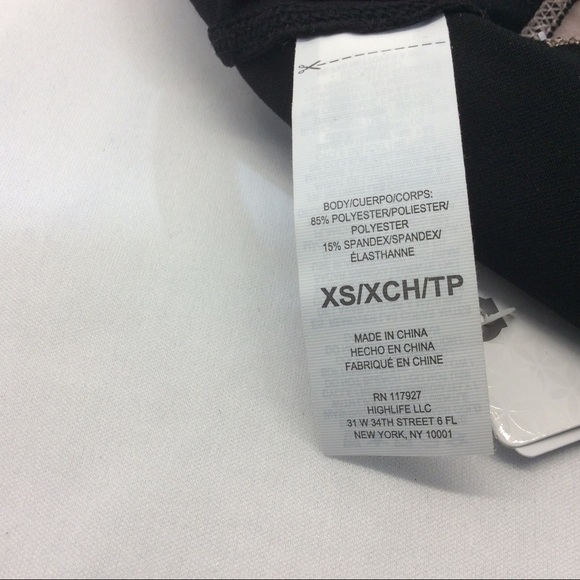 BODY/CUERPO/CORPS:
85% POLYESTER/POLIESTER/
POLYESTER
15% SPANDEX/SPANDEX/
ÉLASTHANNE
XS/XCH/TP
MADE IN CHINA
HECHO EN CHINA
FABRIQUÉ EN CHINE
RN 117927
HIGHLIFE LLC
31 W 34TH STREET 6 FL
NEW YORK, NY 10001